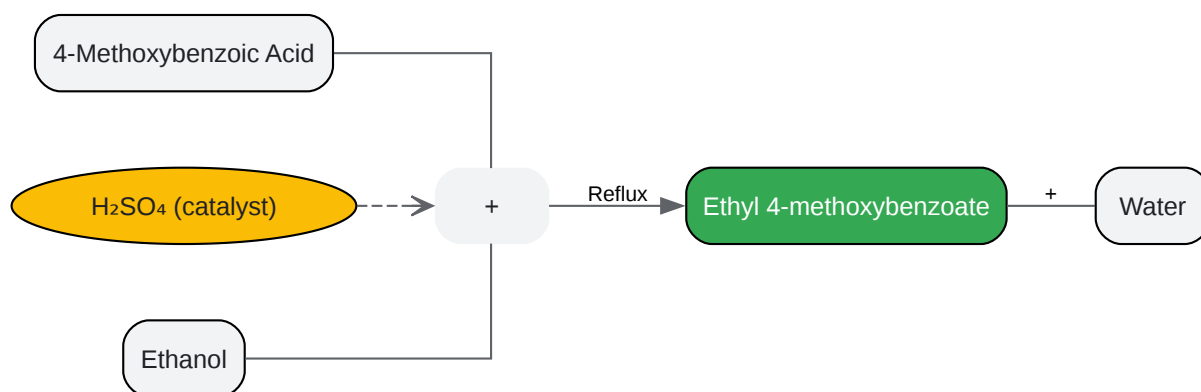 4-Methoxybenzoic Acid
H₂SO₄ (catalyst)
+
Reflux
Ethyl 4-methoxybenzoate
+
Water
Ethanol